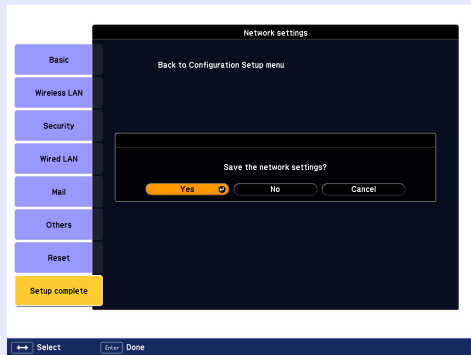 Network settings
Basic
Back to Configuration Setup menu
Wireless LAN
Security
Wired LAN
Save the network settings?
Yes
No
Cancel
Mail
Others
Reset
Setup complete
Select
Enter
Done